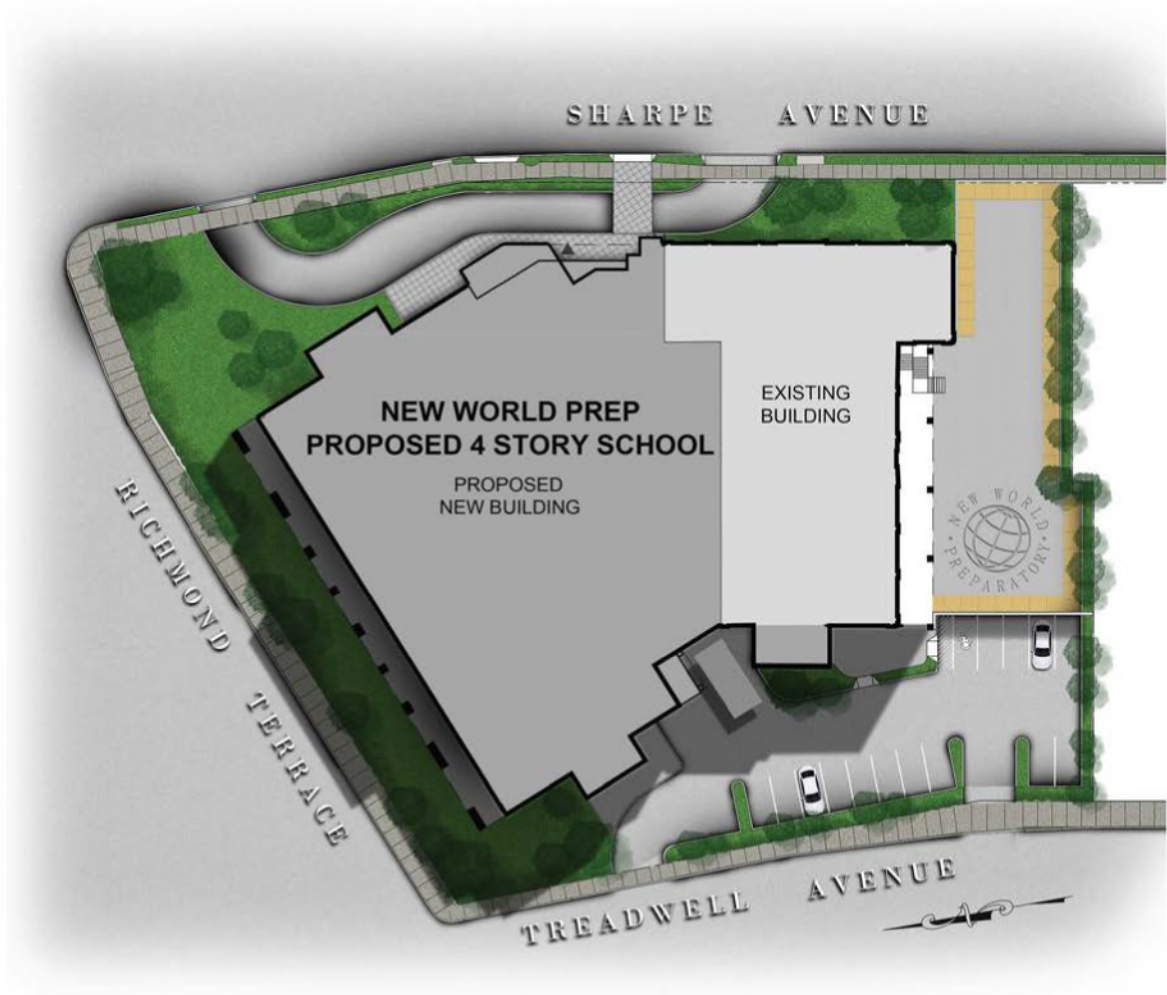 SHARPE AVENUE
NEW WORLD PREP
PROPOSED 4 STORY SCHOOL
PROPOSED
NEW BUILDING
EXISTING
BUILDING
NEW WORLD
PREPARATORY
RICHMOND TERRACE
TREADWELL AVENUE
N